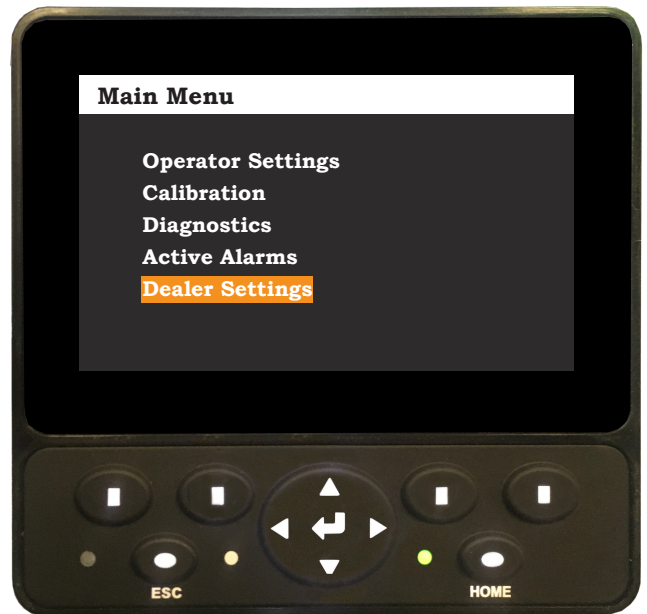 Main Menu
Operator Settings
Calibration
Diagnostics
Active Alarms
Dealer Settings
ESC
HOME